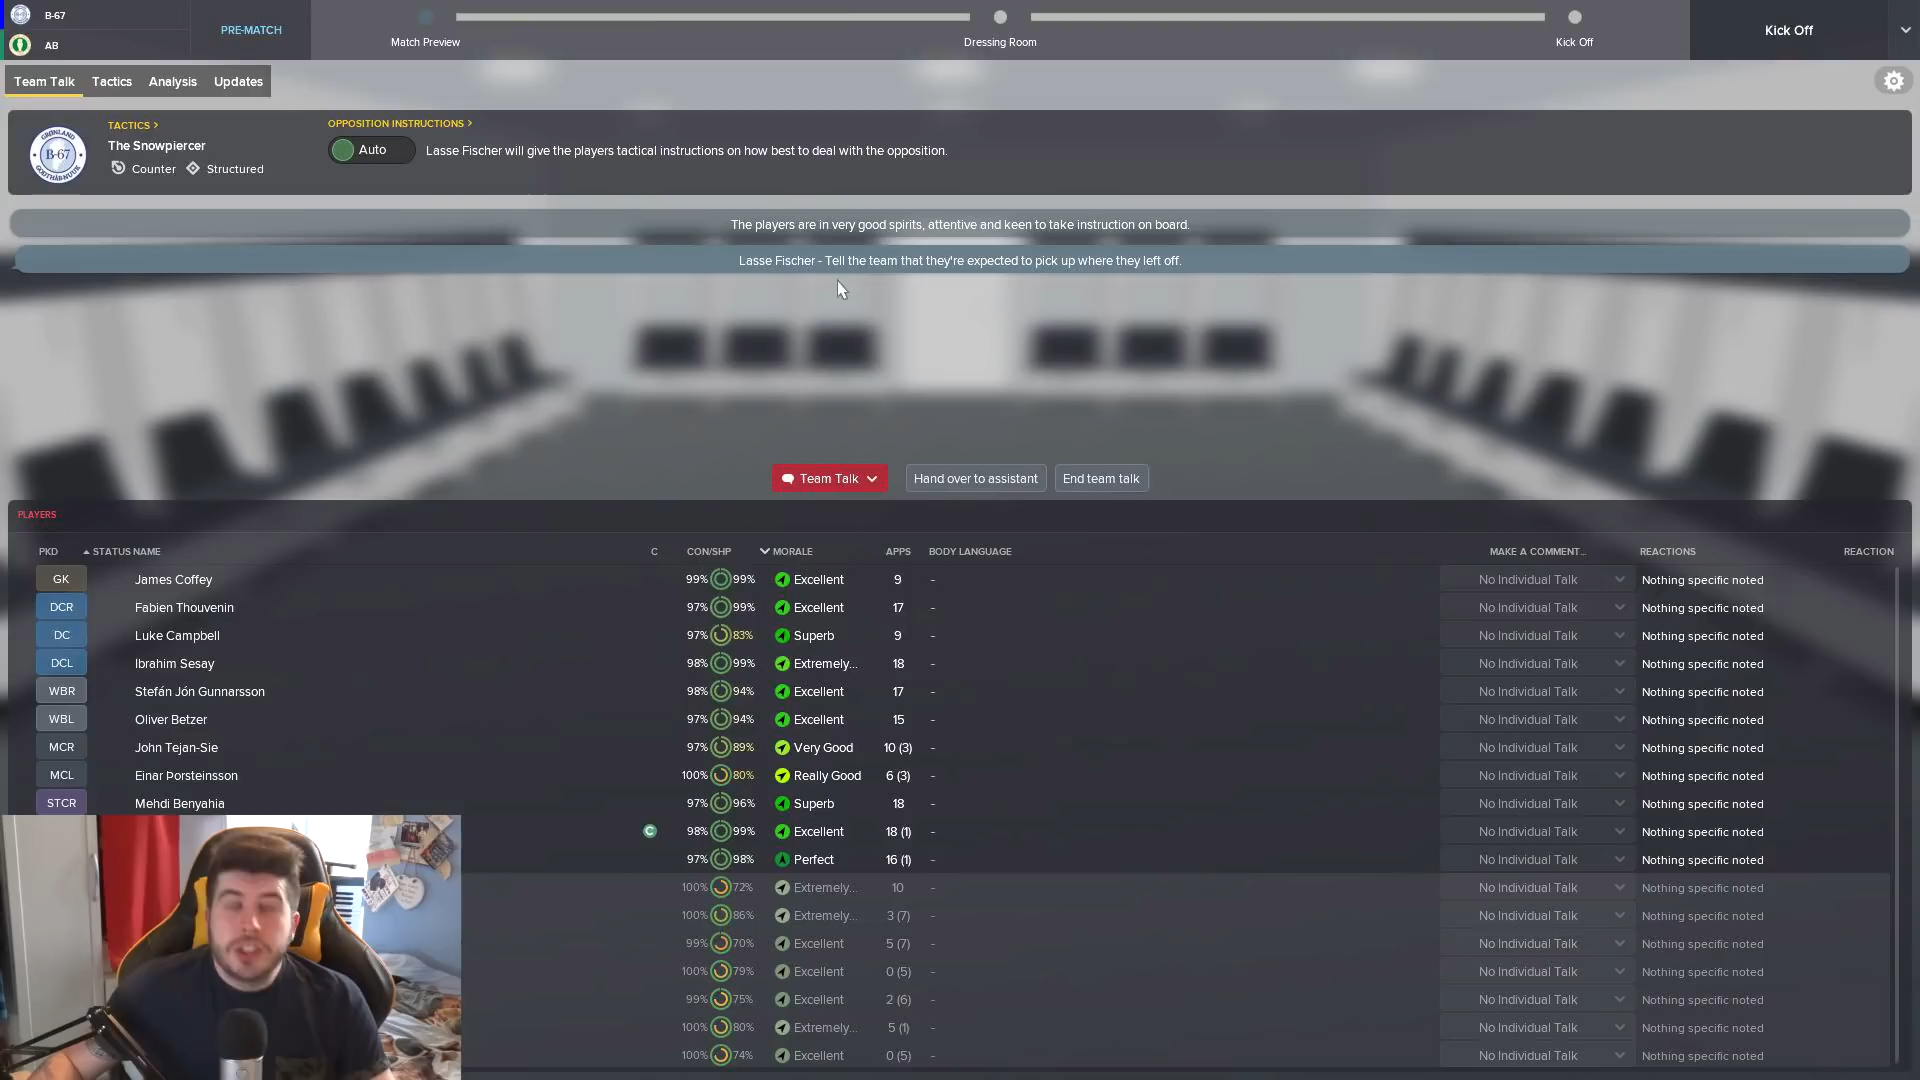 B-67
AB
PRE-MATCH
Match Preview
Dressing Room
Kick Off
Kick Off
Team Talk Tactics Analysis Updates
GRØNLAND
B-67
GODTHÅB-NUUK
TACTICS >
The Snowpiercer
Counter Structured
OPPOSITION INSTRUCTIONS >
Auto Lasse Fischer will give the players tactical instructions on how best to deal with the opposition.
The players are in very good spirits, attentive and keen to take instruction on board.
Lasse Fischer - Tell the team that they're expected to pick up where they left off.
Team Talk Hand over to assistant End team talk
PLAYERS
PKD STATUS NAME C CON/SHP MORALE APPS BODY LANGUAGE MAKE A COMMENT... REACTIONS REACTION
GK James Coffey 99% 99% Excellent 9 - No Individual Talk Nothing specific noted
DCR Fabien Thouvenin 97% 99% Excellent 17 - No Individual Talk Nothing specific noted
DC Luke Campbell 97% 83% Superb 9 - No Individual Talk Nothing specific noted
DCL Ibrahim Sesay 98% 99% Extremely... 18 - No Individual Talk Nothing specific noted
WBR Stefán Jón Gunnarsson 98% 94% Excellent 17 - No Individual Talk Nothing specific noted
WBL Oliver Betzer 97% 94% Excellent 15 - No Individual Talk Nothing specific noted
MCR John Tejan-Sie 97% 89% Very Good 10 (3) - No Individual Talk Nothing specific noted
MCL Einar Þorsteinsson 100% 80% Really Good 6 (3) - No Individual Talk Nothing specific noted
STCR Mehdi Benyahia 97% 96% Superb 18 - No Individual Talk Nothing specific noted
C 98% 99% Excellent 18 (1) - No Individual Talk Nothing specific noted
97% 98% Perfect 16 (1) - No Individual Talk Nothing specific noted
100% 72% Extremely... 10 - No Individual Talk Nothing specific noted
100% 86% Extremely... 3 (7) - No Individual Talk Nothing specific noted
99% 70% Excellent 5 (7) - No Individual Talk Nothing specific noted
100% 79% Excellent 0 (5) - No Individual Talk Nothing specific noted
99% 75% Excellent 2 (6) - No Individual Talk Nothing specific noted
100% 80% Extremely... 5 (1) - No Individual Talk Nothing specific noted
100% 74% Excellent 0 (5) - No Individual Talk Nothing specific noted